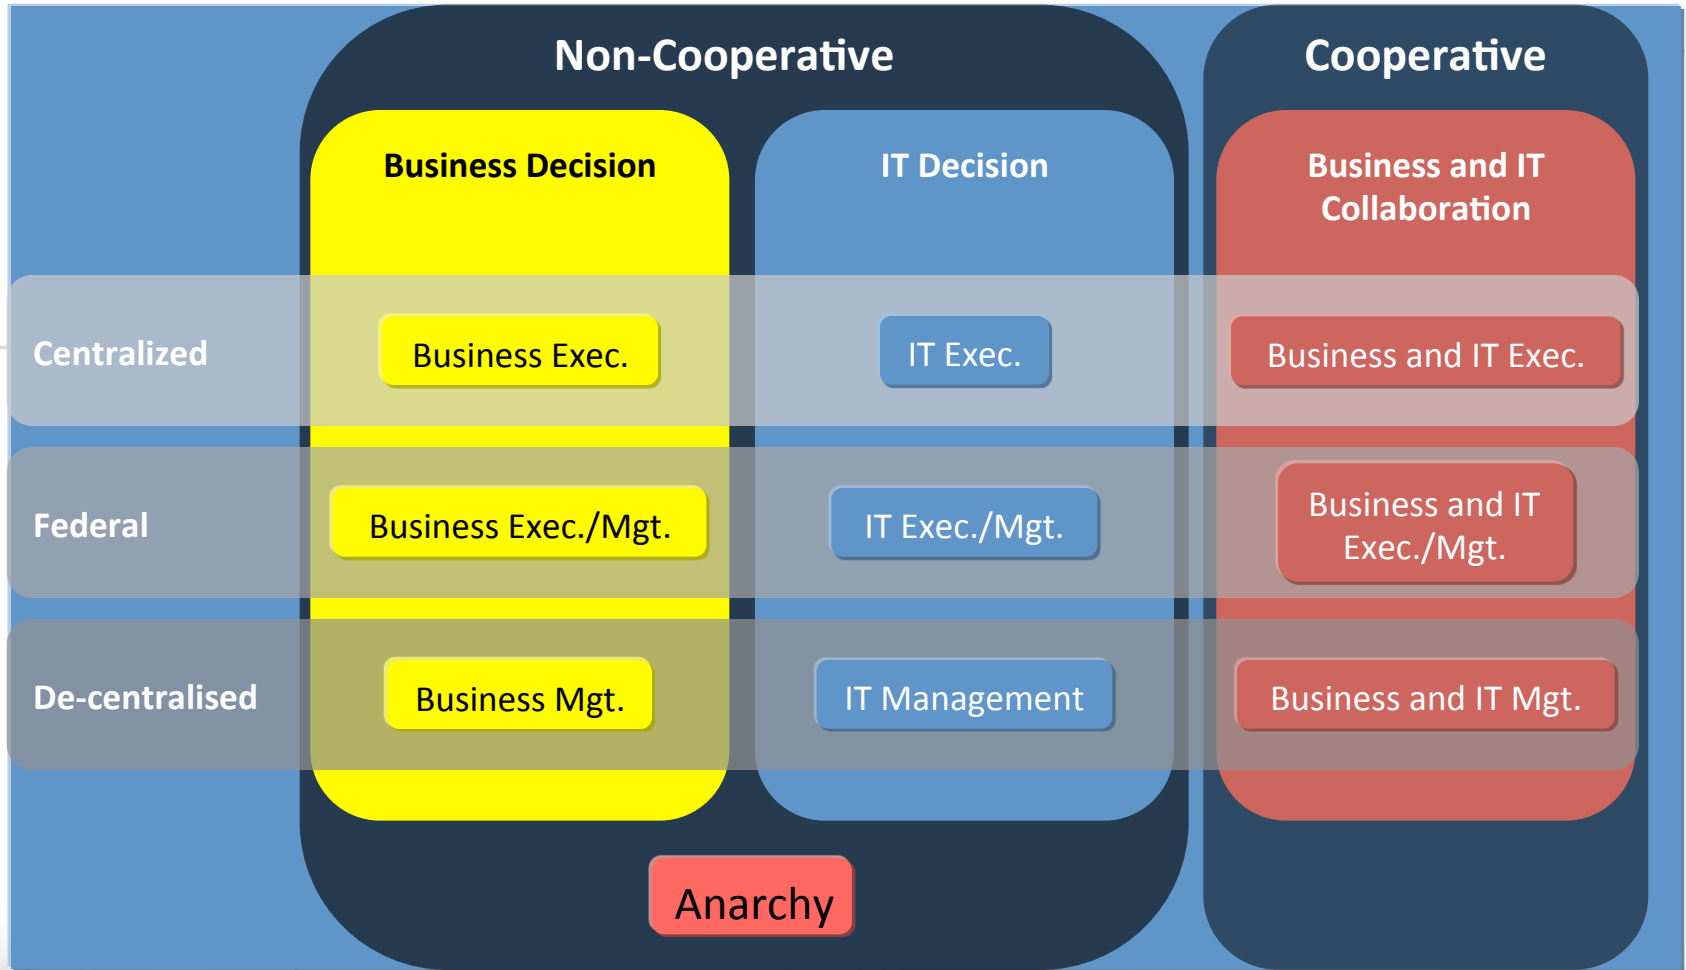 Non-Cooperative
Cooperative
Business Decision
IT Decision
Business and IT
Collaboration
Centralized
Business Exec.
IT Exec.
Business and IT Exec.
Federal
Business Exec./Mgt.
IT Exec./Mgt.
Business and IT
Exec./Mgt.
De-centralised
Business Mgt.
IT Management
Business and IT Mgt.
Anarchy